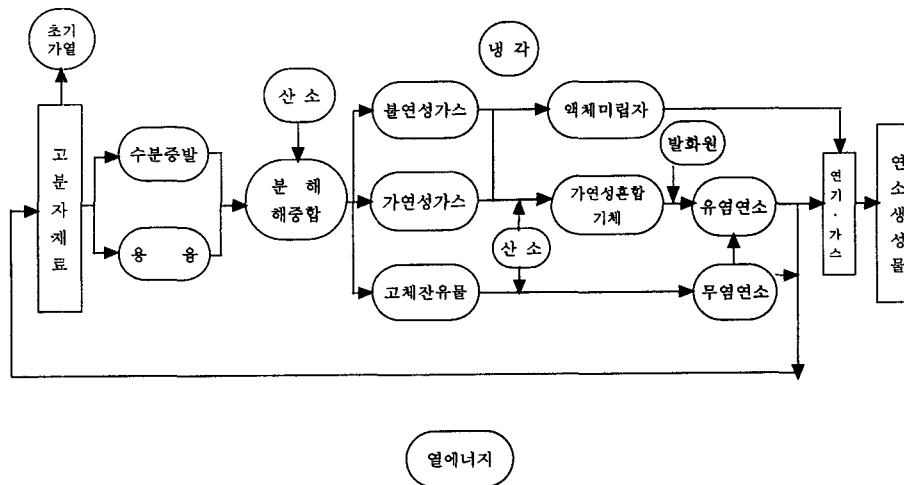 초기
가열
냉 각
산 소
불연성가스
액체미립자
발화원
고분자재료
수분증발
분 해
해중합
가연성가스
가연성혼합
기체
유염연소
연기·가스
연소생성물
용 융
산 소
고체잔유물
무염연소
열에너지